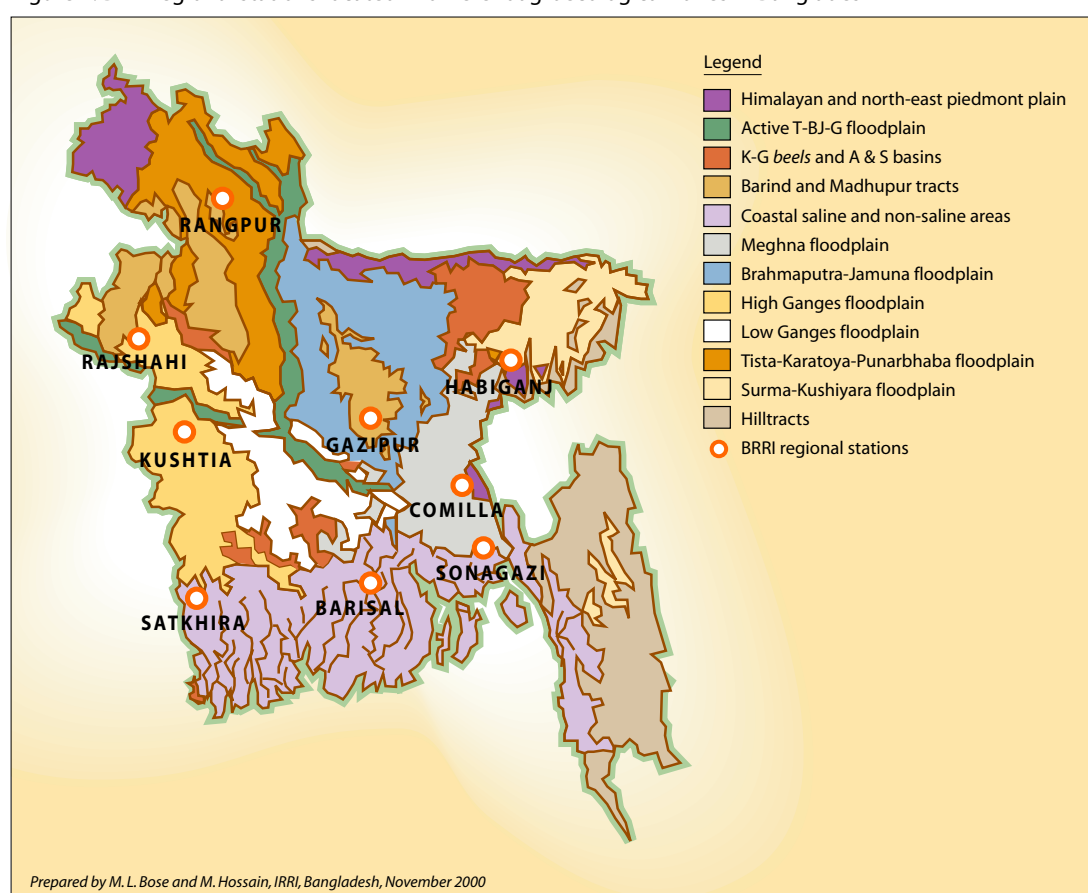 Legend
Himalayan and north-east piedmont plain
Active T-BJ-G floodplain
K-G beels and A & S basins
Barind and Madhupur tracts
Coastal saline and non-saline areas
Meghna floodplain
Brahmaputra-Jamuna floodplain
High Ganges floodplain
Low Ganges floodplain
Tista-Karatoya-Punarbhaba floodplain
Surma-Kushiyara floodplain
Hilltracts
BRRI regional stations
RANGPUR
RAJSHAHI
HABIGANJ
GAZIPUR
KUSHTIA
COMILLA
SONAGAZI
BARISAL
SATKHIRA
Prepared by M. L. Bose and M. Hossain, IRRI, Bangladesh, November 2000